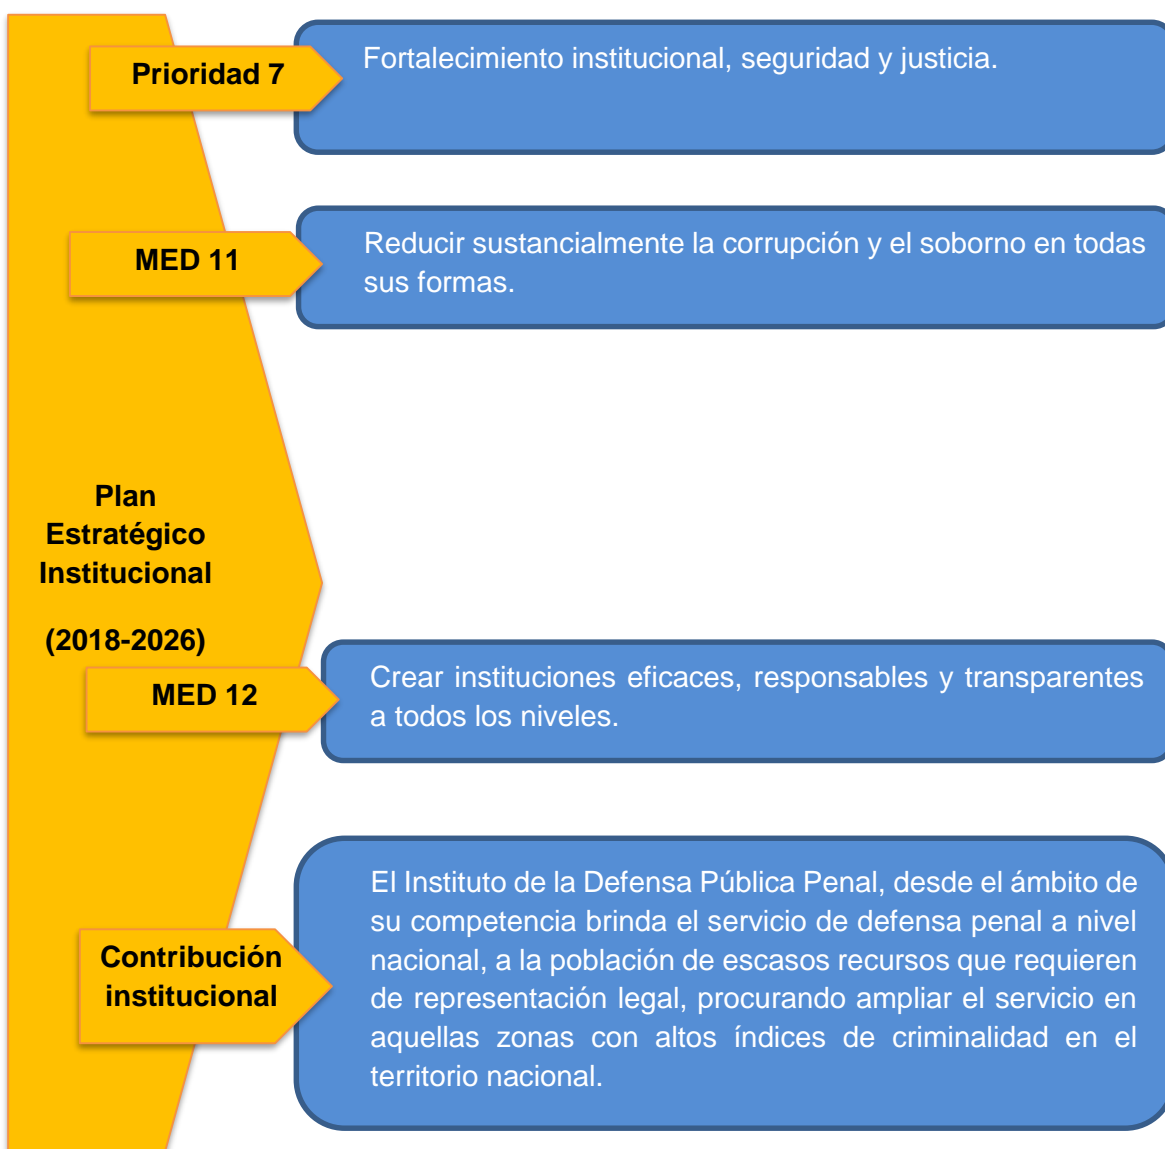 Prioridad 7
Fortalecimiento institucional, seguridad y justicia.
MED 11
Reducir sustancialmente la corrupción y el soborno en todas
sus formas.
Plan
Estratégico
Institucional
(2018-2026)
MED 12
Crear instituciones eficaces, responsables y transparentes
a todos los niveles.
Contribución
institucional
El Instituto de la Defensa Pública Penal, desde el ámbito de
su competencia brinda el servicio de defensa penal a nivel
nacional, a la población de escasos recursos que requieren
de representación legal, procurando ampliar el servicio en
aquellas zonas con altos índices de criminalidad en el
territorio nacional.